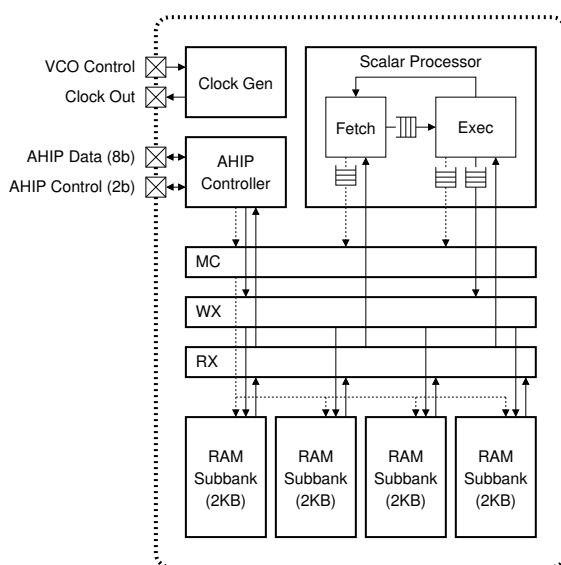 VCO Control
Clock Out
Clock Gen
AHIP Data (8b)
AHIP Control (2b)
AHIP
Controller
Scalar Processor
Fetch
Exec
MC
WX
RX
RAM
Subbank
(2KB)
RAM
Subbank
(2KB)
RAM
Subbank
(2KB)
RAM
Subbank
(2KB)